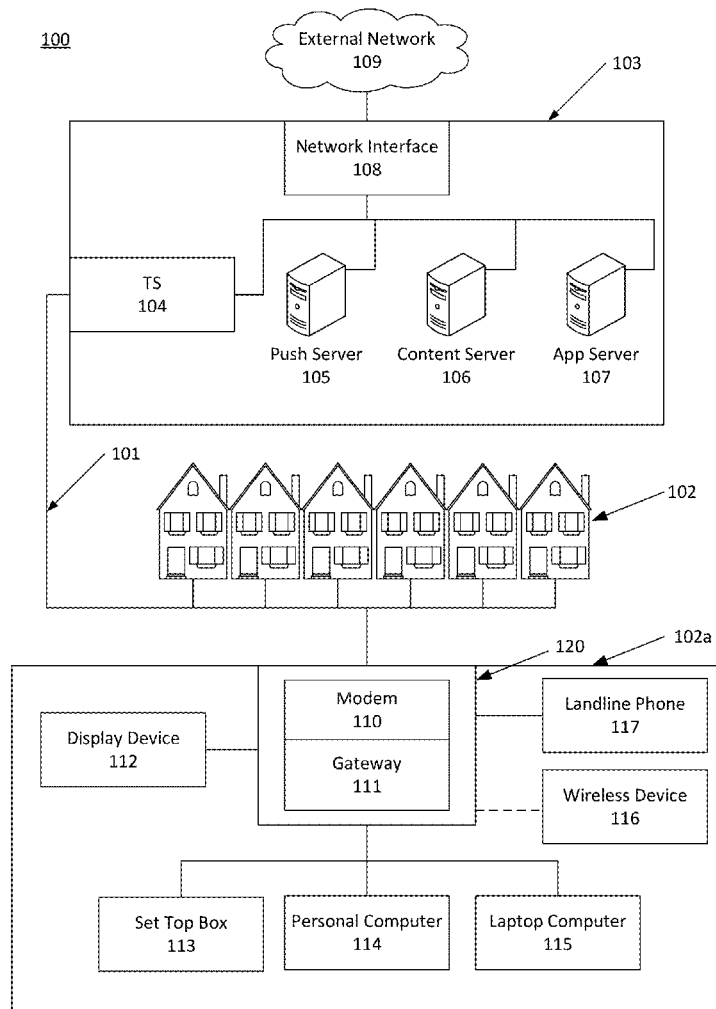 100
External Network
109
103
Network Interface
108
TS
104
Push Server
105
Content Server
106
App Server
107
101
102
120
102a
Modem
110
Gateway
111
Display Device
112
Landline Phone
117
Wireless Device
116
Set Top Box
113
Personal Computer
114
Laptop Computer
115